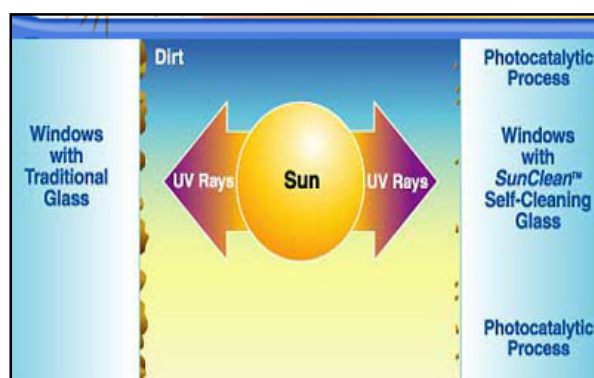 Dirt
Windows
with
Traditional
Glass
UV Rays
Sun
UV Rays
Photocatalytic
Process
Windows
with
SunClean™
Self-Cleaning
Glass
Photocatalytic
Process